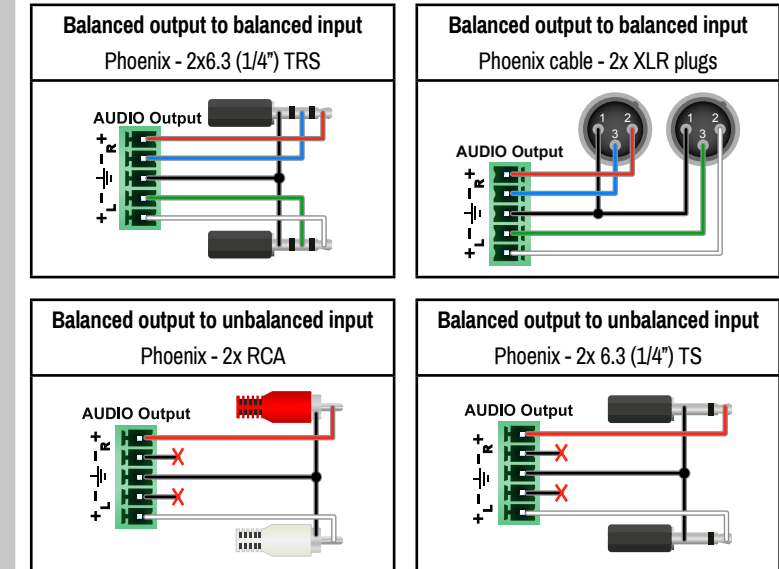 Balanced output to balanced input
Phoenix - 2x6.3 (1/4”) TRS
AUDIO Output
+
-
R
-
L
+
Balanced output to balanced input
Phoenix cable - 2x XLR plugs
1 2
3
1 2
3
AUDIO Output
+
-
R
-
L
+
Balanced output to unbalanced input
Phoenix - 2x RCA
AUDIO Output
+
-
R
-
L
+
Balanced output to unbalanced input
Phoenix - 2x 6.3 (1/4”) TS
AUDIO Output
+
-
R
-
L
+